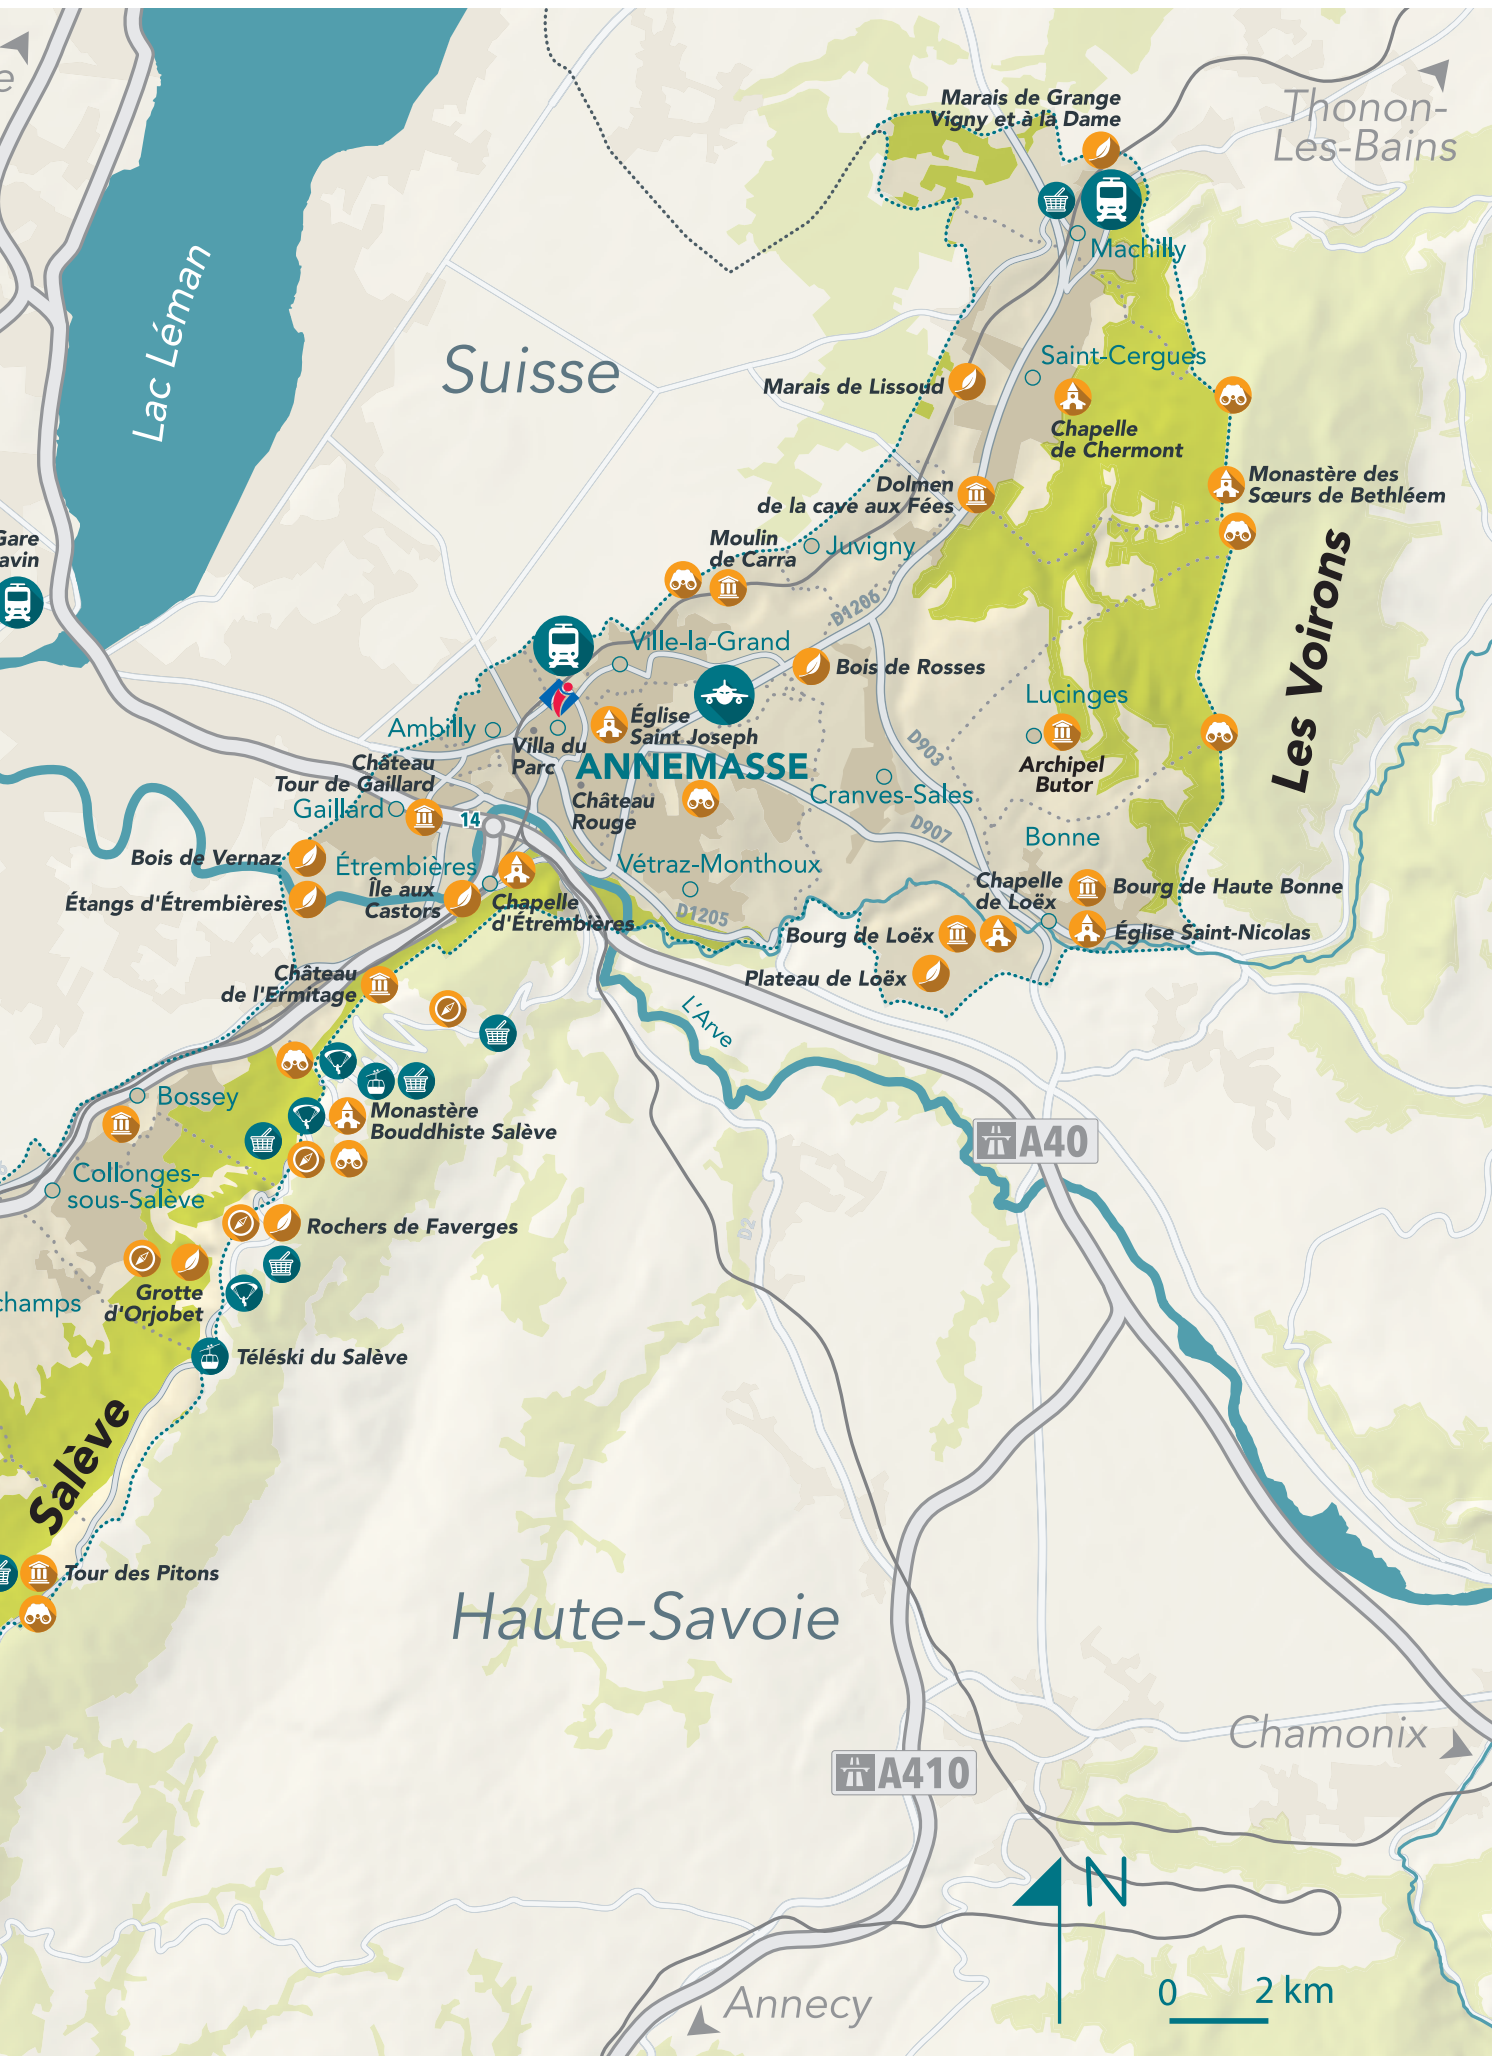 Marais de Grange
Vigny et à la Dame
Thonon-
Les-Bains
Machilly
Lac Léman
Suisse
Saint-Cergues
Marais de Lissoud
Chapelle
de Chermont
Monastère des
Sœurs de Bethléem
Dolmen
de la cave aux Fées
Gare
Moulin
de Carra
Juvigny
Les Voirons
D1206
Ville-la-Grand
Bois de Rosses
Lucinges
Ambilly
Église
Saint Joseph
Villa du
Parc
ANNEMASSE
D903
Archipel
Butor
Château
Tour de Gaillard
Gaillard
14
Château
Rouge
Cranves-Sales
D907
Bonne
Bois de Vernaz
Étrembières
Vétraz-Monthoux
Étangs d'Étrembières
Île aux
Castors
Chapelle
d'Étrembières
D1205
Chapelle
de Loëx
Bourg de Haute Bonne
Bourg de Loëx
Église Saint-Nicolas
Plateau de Loëx
Château
de l'Ermitage
L'Arve
Bossey
Monastère
Bouddhiste Salève
A40
Collonges-
sous-Salève
Rochers de Faverges
D2
Grotte
d'Orjobet
champs
Téléski du Salève
Salève
Tour des Pitons
Haute-Savoie
Chamonix
A410
N
Annecy
0 2 km